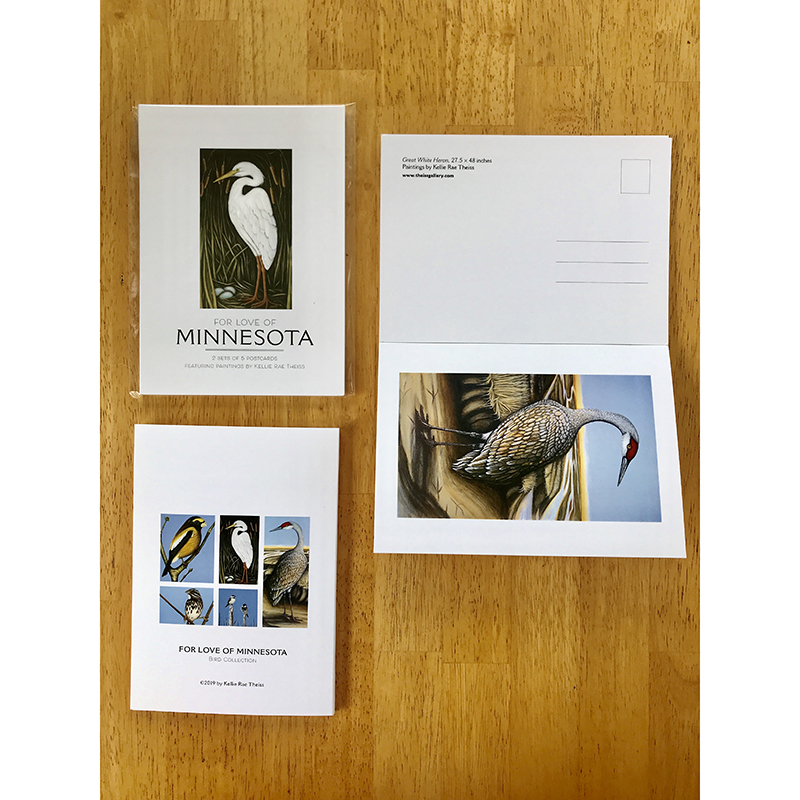 FOR LOVE OF
MINNESOTA
2 SETS OF 5 POSTCARDS
FEATURING PAINTINGS BY KELLIE RAE THEISS
Great White Heron, 27.5 x 48 inches
Paintings by Kellie Rae Theiss
www.theissgallery.com
FOR LOVE OF MINNESOTA
BIRD COLLECTION
©2019 by Kellie Rae Theiss